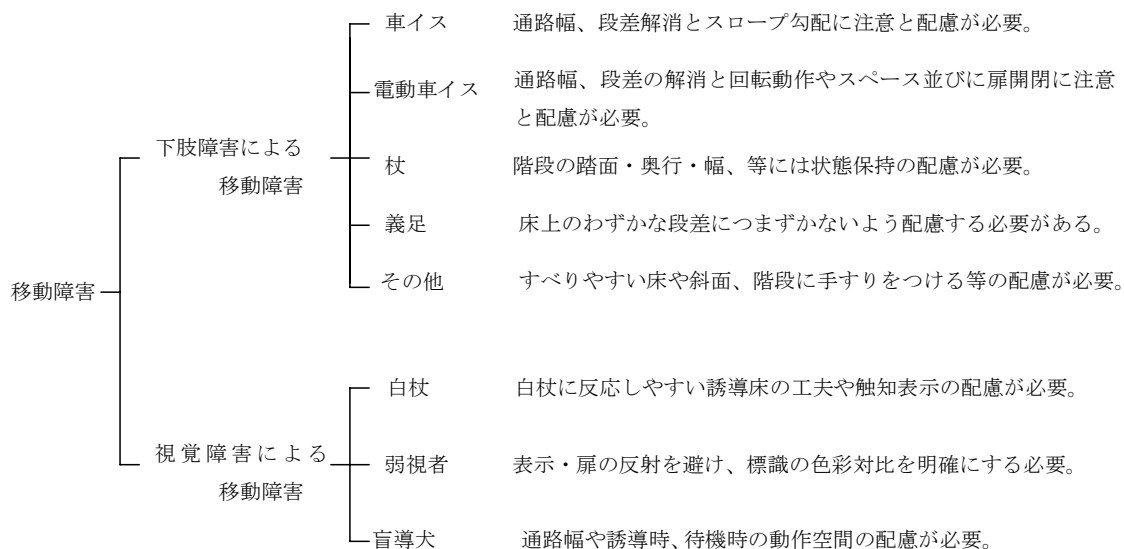 車イス　通路幅、段差解消とスロープ勾配に注意と配慮が必要。
電動車イス　通路幅、段差の解消と回転動作やスペース並びに扉開閉に注意
と配慮が必要。
下肢障害による
移動障害
杖　階段の踏面・奥行・幅、等には状態保持の配慮が必要。
義足　床上のわずかな段差につまずかないよう配慮する必要がある。
その他　すべりやすい床や斜面、階段に手すりをつける等の配慮が必要。
移動障害
白杖　白杖に反応しやすい誘導床の工夫や触知表示の配慮が必要。
視覚障害による
移動障害
弱視者　表示・扉の反射を避け、標識の色彩対比を明確にする必要。
盲導犬　通路幅や誘導時、待機時の動作空間の配慮が必要。